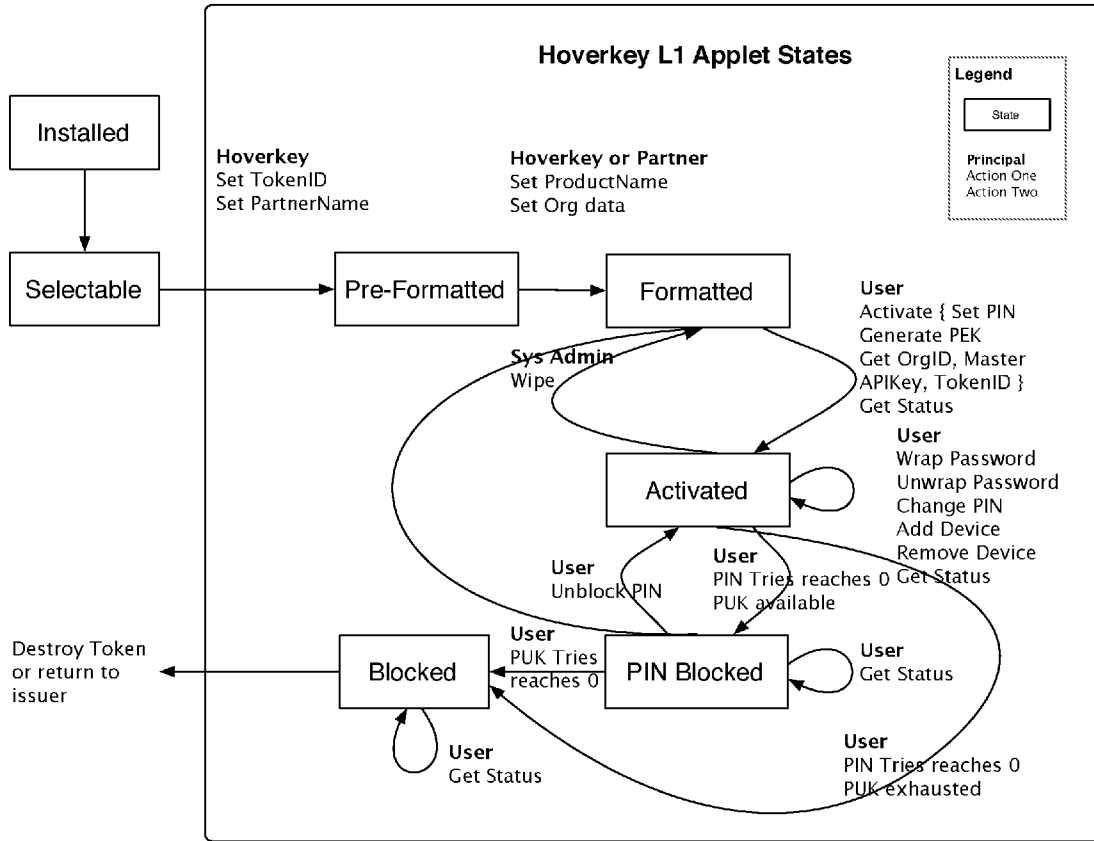 Hoverkey L1 Applet States
Legend
State
Principal
Action One
Action Two
Installed
Hoverkey
Set TokenID
Set PartnerName
Hoverkey or Partner
Set ProductName
Set Org data
Selectable
Pre-Formatted
Formatted
User
Activate { Set PIN
Generate PEK
Get OrgID, Master
APIKey, TokenID }
Get Status
Sys Admin
Wipe
Activated
User
Wrap Password
Unwrap Password
Change PIN
Add Device
Remove Device
Get Status
User
Unblock PIN
User
PIN Tries reaches 0
PUK available
Destroy Token
or return to
issuer
Blocked
User
PUK Tries
reaches 0
PIN Blocked
User
Get Status
User
Get Status
User
PIN Tries reaches 0
PUK exhausted